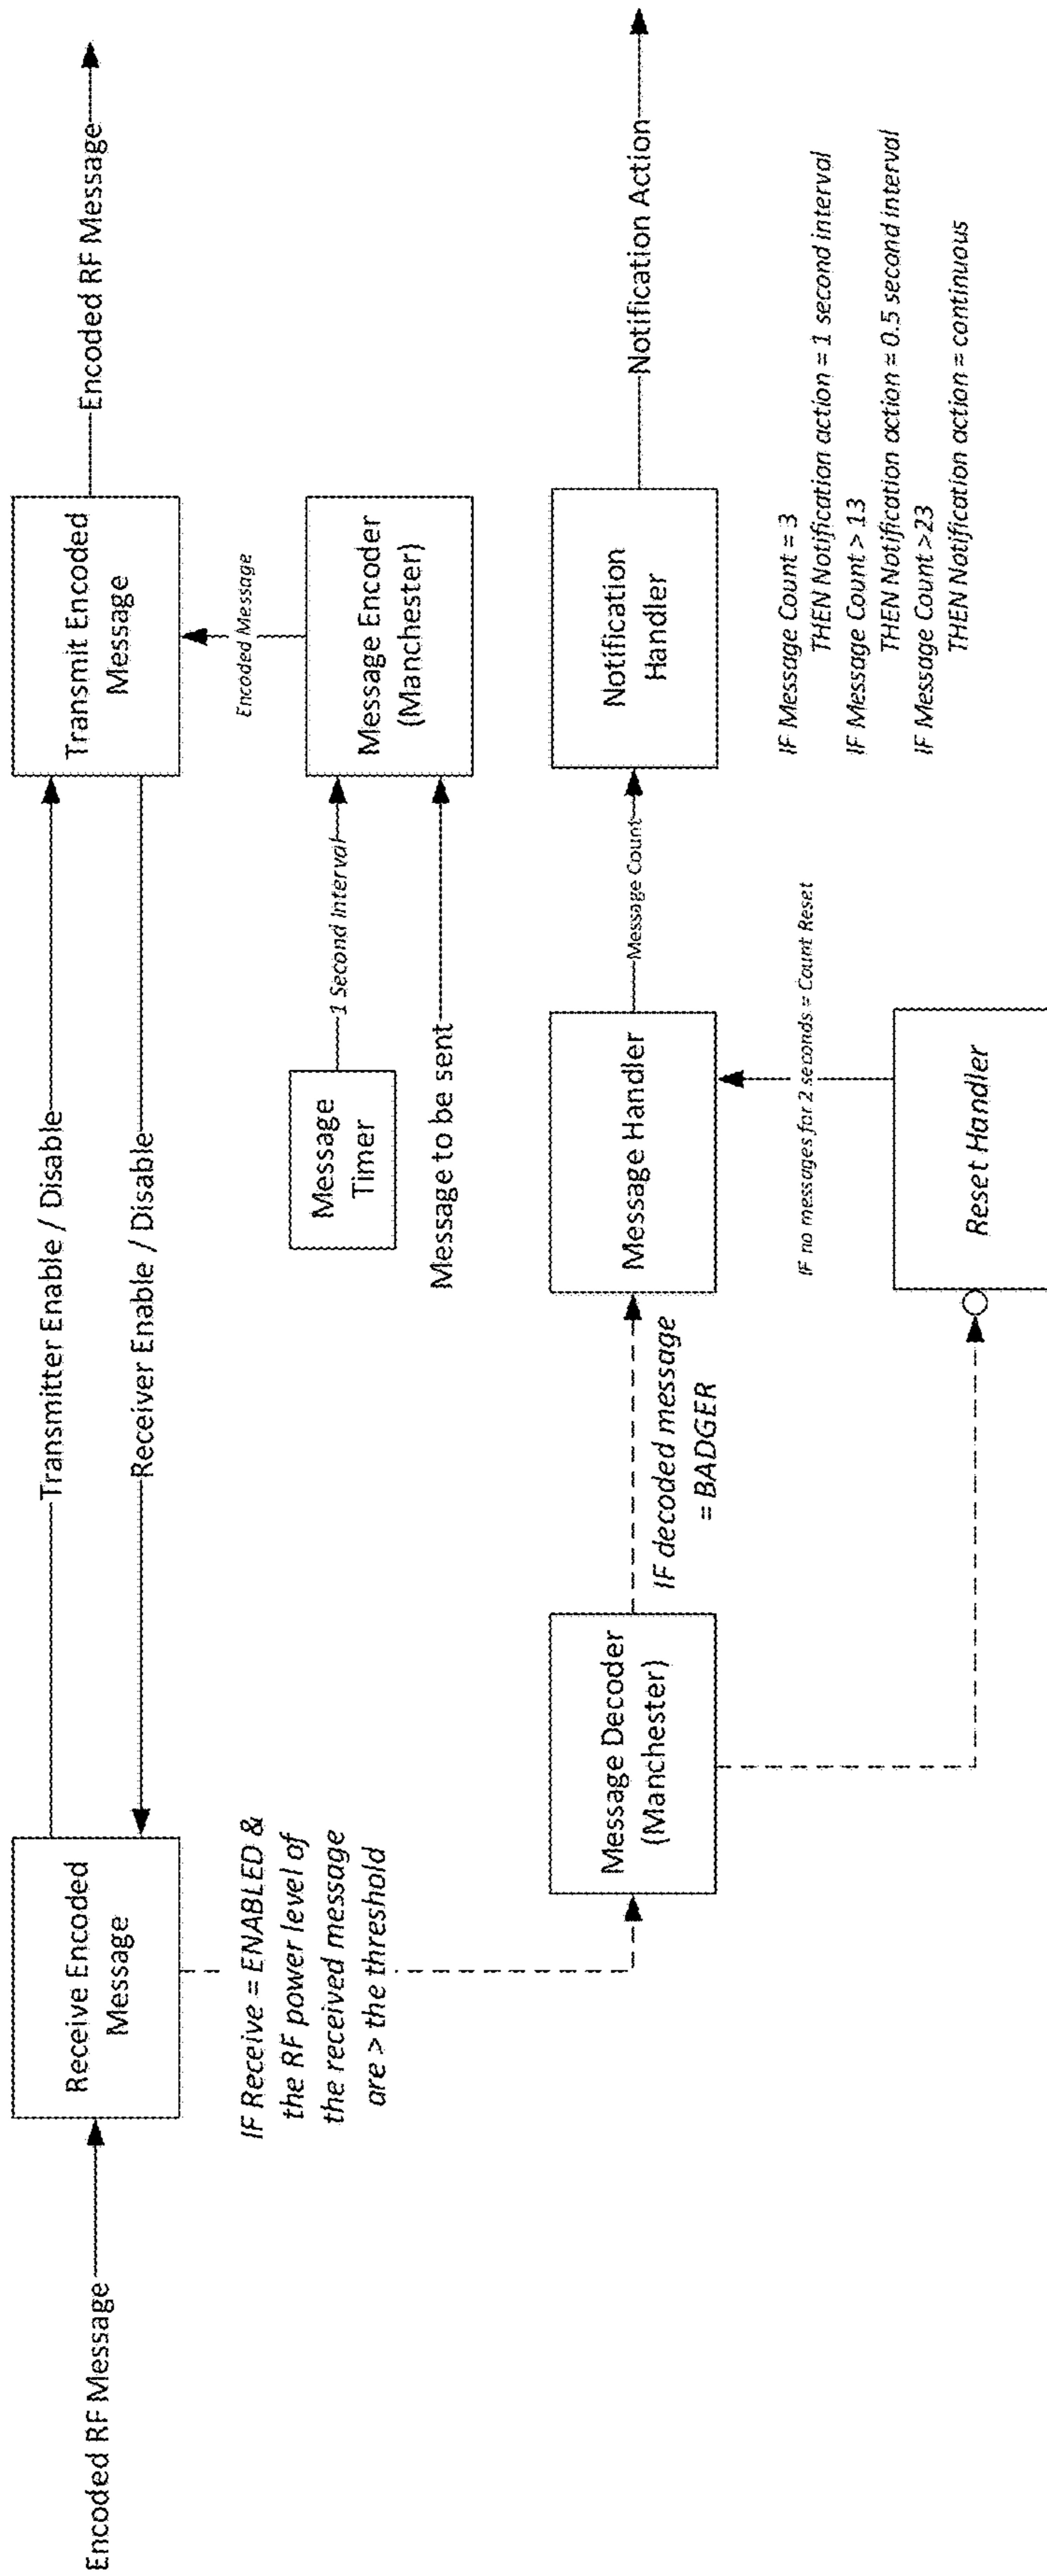 Encoded RF Message
Receive Encoded
Message
Transmitter Enable / Disable
Receiver Enable / Disable
Transmit Encoded
Message
Encoded RF Message
IF Receive = ENABLED &
the RF power level of
the received message
are > the threshold
Message
Timer
1 Second Interval
Message to be sent
Message Encoder
(Manchester)
Encoded Message
Message Decoder
(Manchester)
IF decoded message
= BADGER
Message Handler
Message Count
Notification
Handler
Notification Action
IF no messages for 2 seconds = Count Reset
Reset Handler
IF Message Count = 3
THEN Notification action = 1 second interval
IF Message Count > 13
THEN Notification action = 0.5 second interval
IF Message Count >23
THEN Notification action = continuous